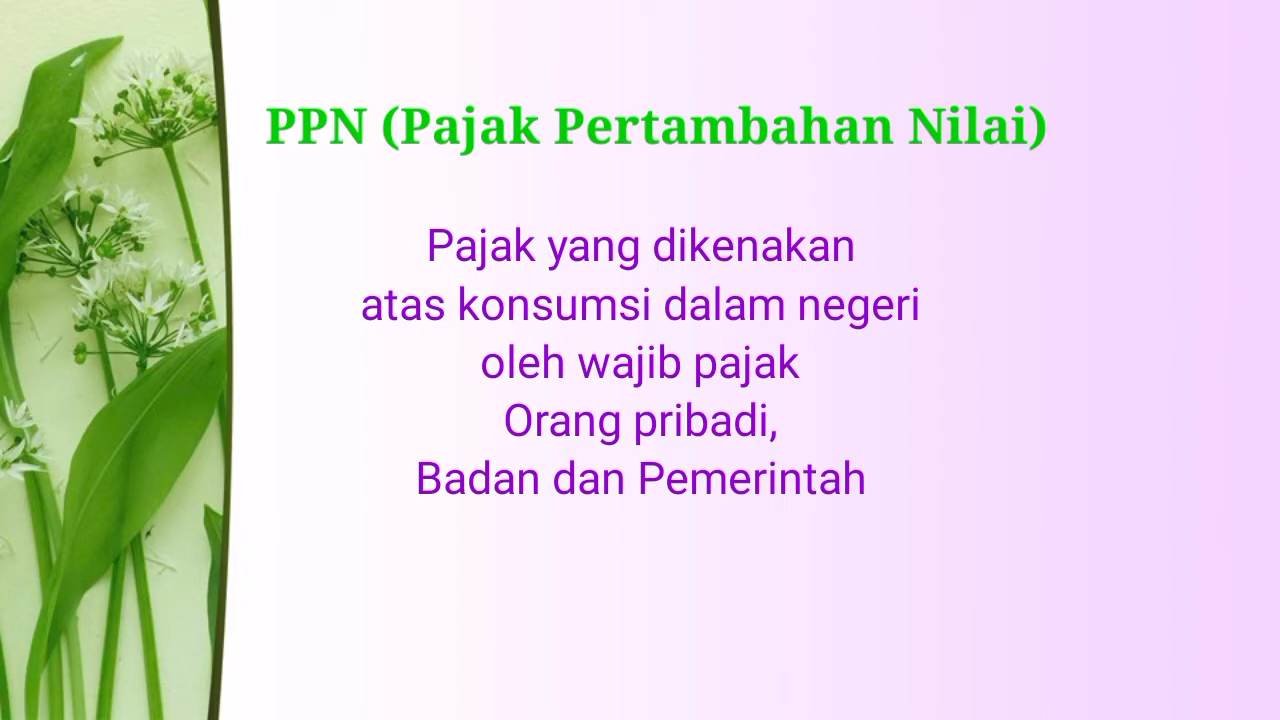 PPN (Pajak Pertambahan Nilai)
Pajak yang dikenakan
atas konsumsi dalam negeri
oleh wajib pajak
Orang pribadi,
Badan dan Pemerintah